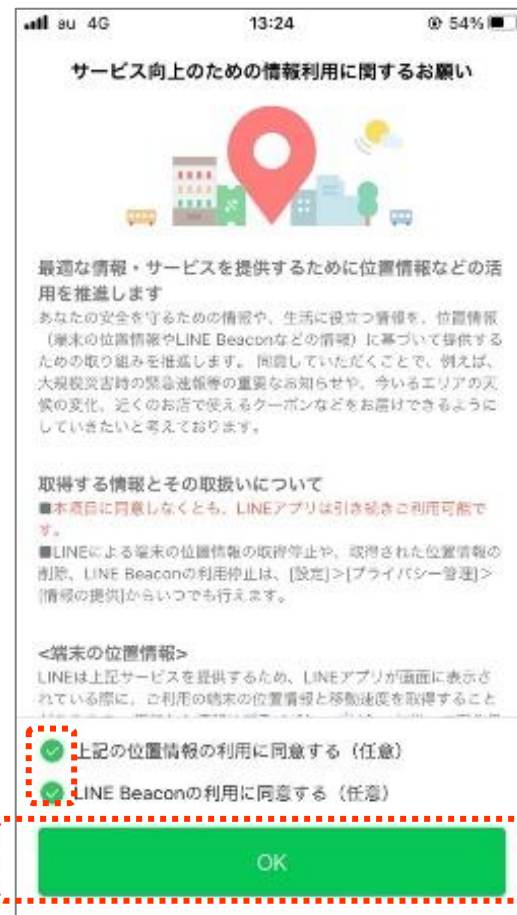 au 4G 13:24 54%
サービス向上のための情報利用に関するお願い
最適な情報・サービスを提供するために位置情報などの活
用を推進します
あなたの安全を守るための情報や、生活に役立つ情報を、位置情報
(端末の位置情報やLINE Beaconなどの情報)に基づいて提供する
ための取り組みを推進します。同意していただくことで、例えば、
大規模災害時の緊急速報等の重要なお知らせや、今いるエリアの天
候の変化、近くのお店で使えるクーポンなどをお届けできるように
していきたいと考えております。
取得する情報とその取扱いについて
■本項目に同意しなくとも、LINEアプリは引き続きご利用可能で
す。
■LINEによる端末の位置情報の取得停止や、取得された位置情報の
削除、LINE Beaconの利用停止は、[設定]>[プライバシー管理]>
[情報の提供]からいつでも行えます。
<端末の位置情報>
LINEは上記サービスを提供するため、LINEアプリが画面に表示さ
れている際に、ご利用の端末の位置情報と移動速度を取得すること
上記の位置情報の利用に同意する(任意)
LINE Beaconの利用に同意する(任意)
OK